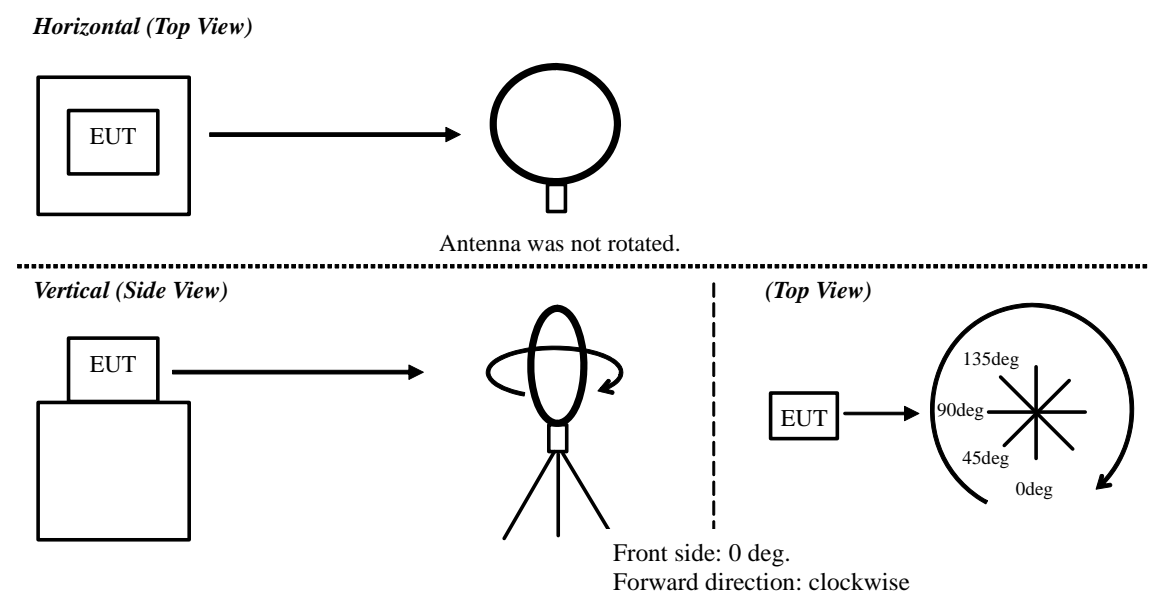 Horizontal (Top View)
EUT
Antenna was not rotated.
Vertical (Side View)
(Top View)
EUT
135deg
90deg
EUT
45deg
0deg
Front side: 0 deg.
Forward direction: clockwise